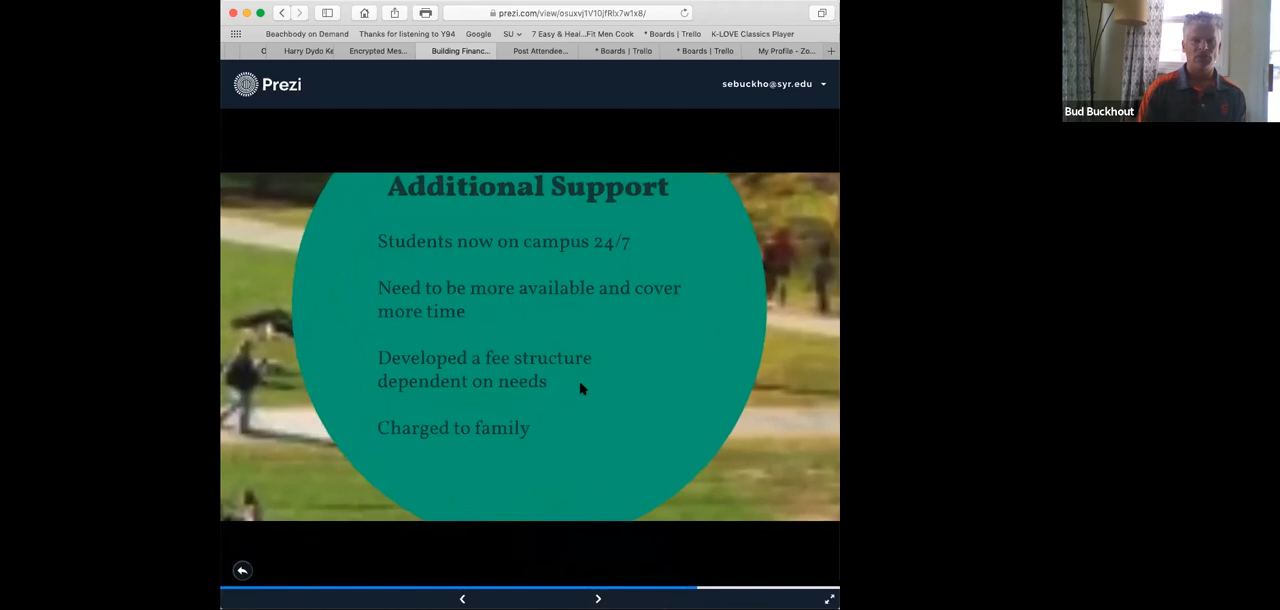 prezi.com/view/osuxvj1V10jfRlx7w1x8/
Beachbody on Demand Thanks for listening to Y94 Google SU 7 Easy & Heal...Fit Men Cook * Boards | Trello K-LOVE Classics Player
Harry Dydo Ke Encrypted Mes... Building Financ... Post Attendee... * Boards | Trello * Boards | Trello My Profile - Zo...
Prezi
sebuckho@syr.edu
Bud Buckhout
Additional Support
Students now on campus 24/7
Need to be more available and cover
more time
Developed a fee structure
dependent on needs
Charged to family